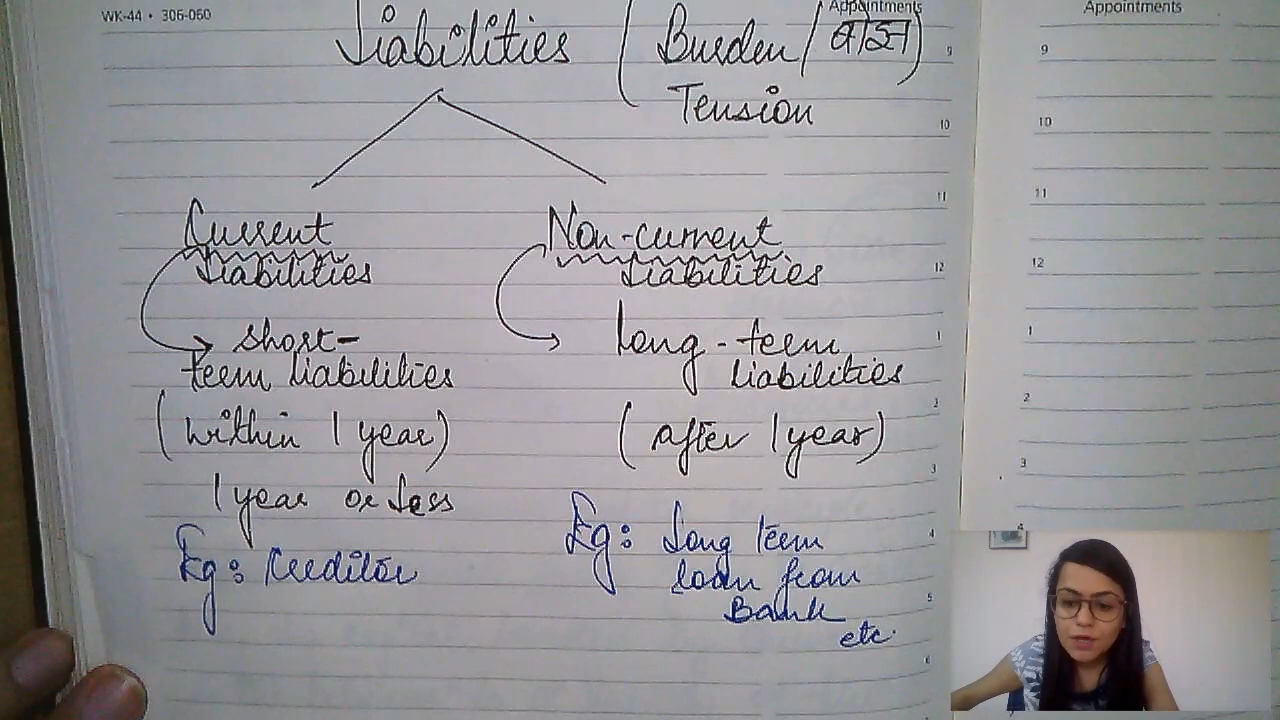 WK-44 • 306-060
Appointments
Appointments
Liabilities ( Burden / बोझ )
Tension
Current
Liabilities
Short-
term liabilities
(within 1 year)
1 year or less
Eg: Creditor
Non-current
Liabilities
Long-term
liabilities
(after 1 year)
Eg: Long term
loan from
Bank
etc.
9
10
11
12
1
2
3
4
5
6
9
10
11
12
1
2
3
4